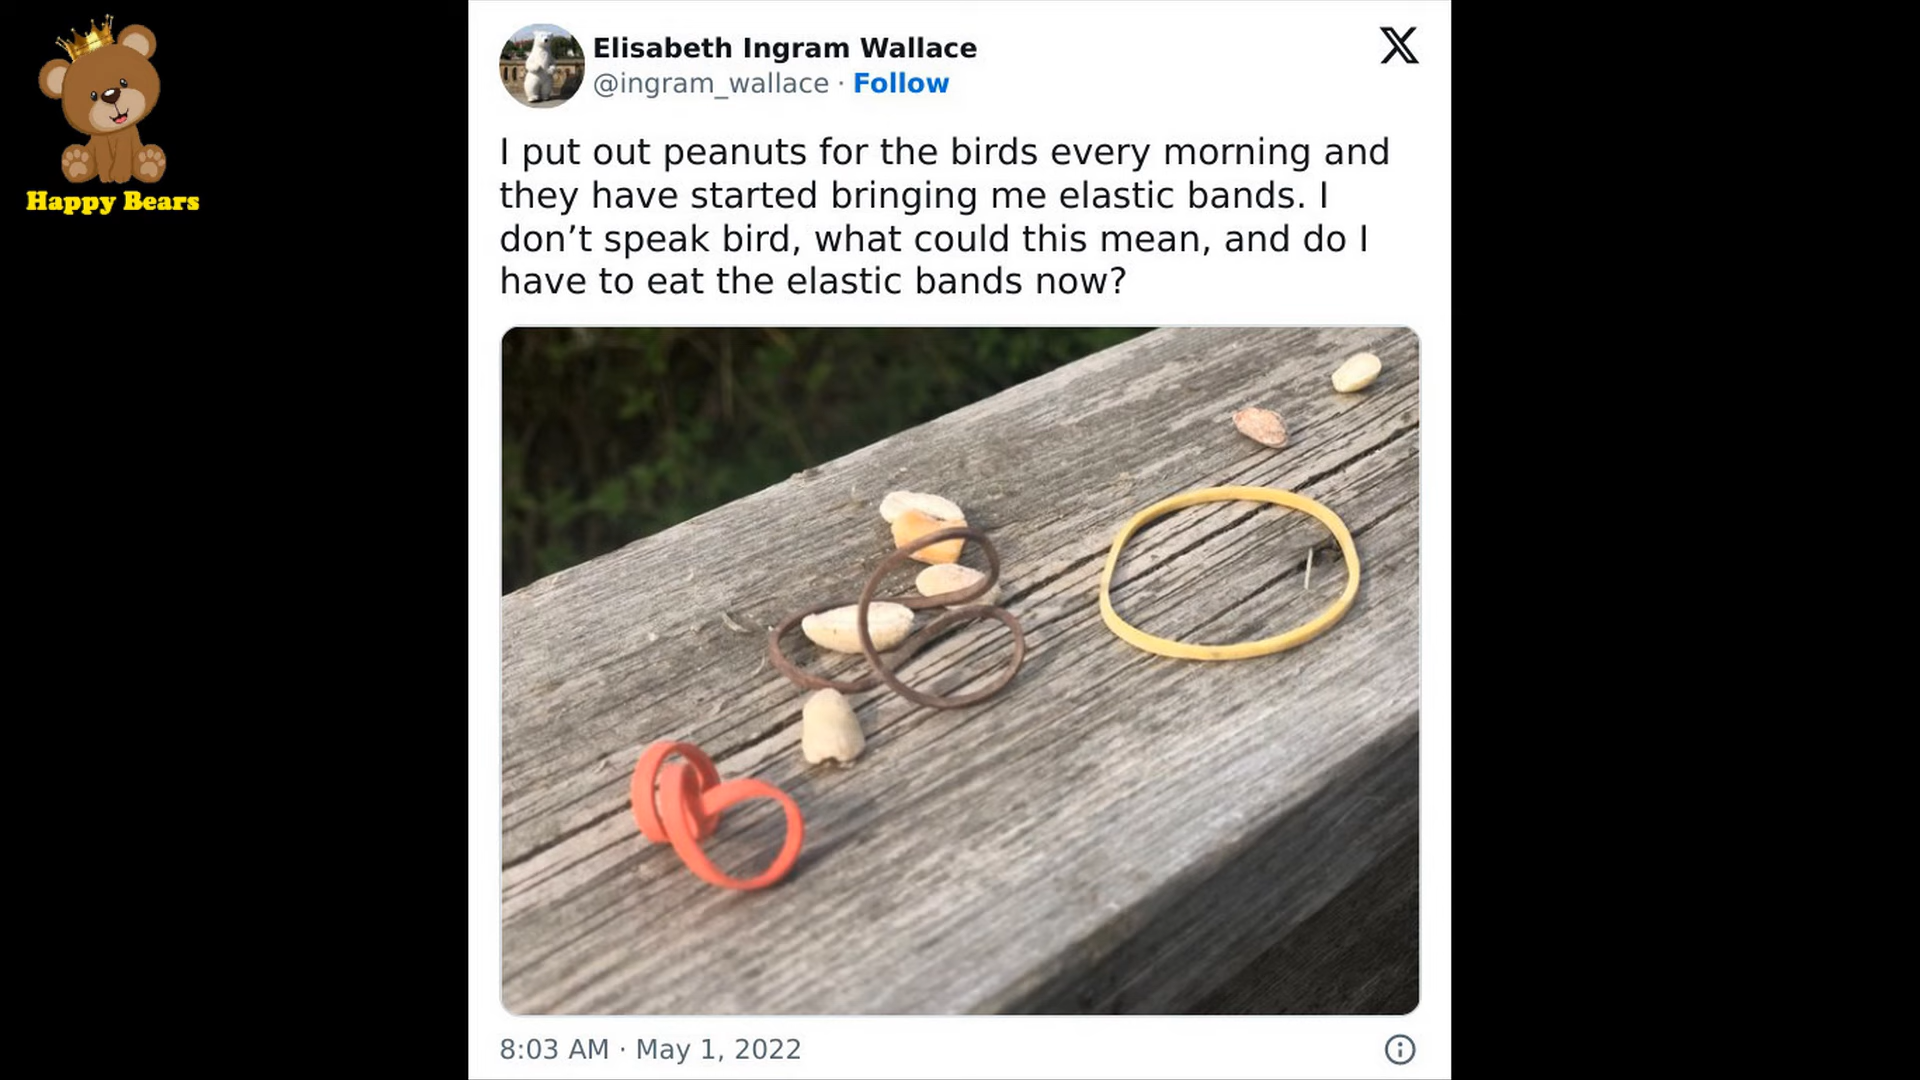 Happy Bears
Elisabeth Ingram Wallace
@ingram_wallace · Follow
I put out peanuts for the birds every morning and
they have started bringing me elastic bands. I
don’t speak bird, what could this mean, and do I
have to eat the elastic bands now?
8:03 AM · May 1, 2022